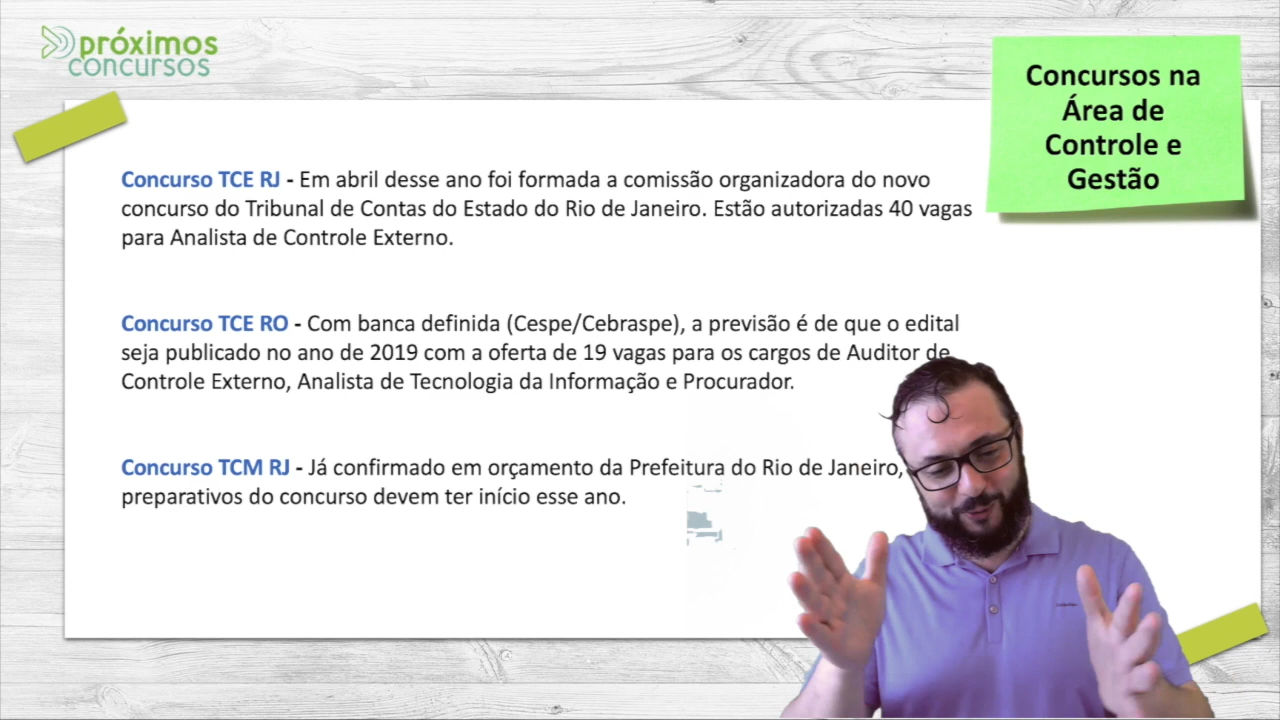 próximos
concursos
Concursos na
Área de
Controle e
Gestão
Concurso TCE RJ - Em abril desse ano foi formada a comissão organizadora do novo
concurso do Tribunal de Contas do Estado do Rio de Janeiro. Estão autorizadas 40 vagas
para Analista de Controle Externo.
Concurso TCE RO - Com banca definida (Cespe/Cebraspe), a previsão é de que o edital
seja publicado no ano de 2019 com a oferta de 19 vagas para os cargos de Auditor de
Controle Externo, Analista de Tecnologia da Informação e Procurador.
Concurso TCM RJ - Já confirmado em orçamento da Prefeitura do Rio de Janeiro,
preparativos do concurso devem ter início esse ano.